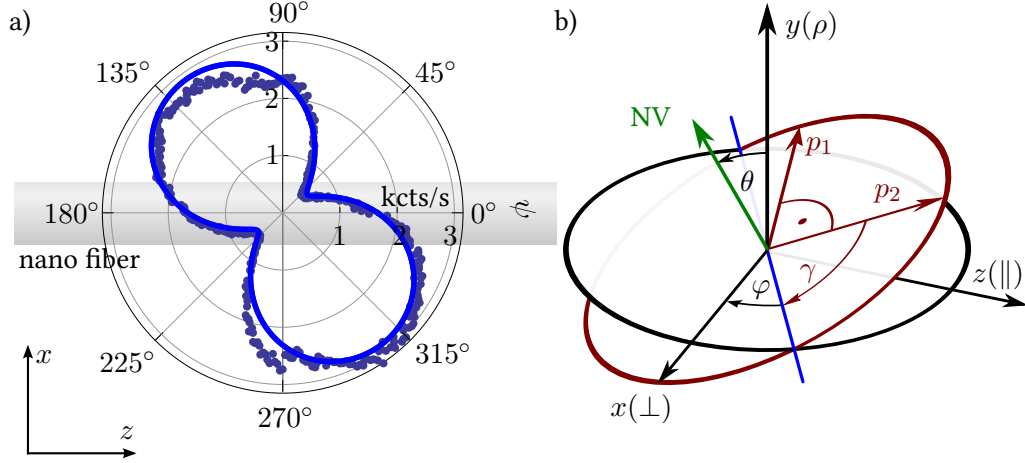 a)
90°
3
135°
45°
2
1
kcts/s
180°
0°
ψ
1
2
3
nano fiber
x
225°
315°
z
270°
b)
y(ρ)
NV
p₁
θ
p₂
z(∥)
γ
φ
x(⊥)